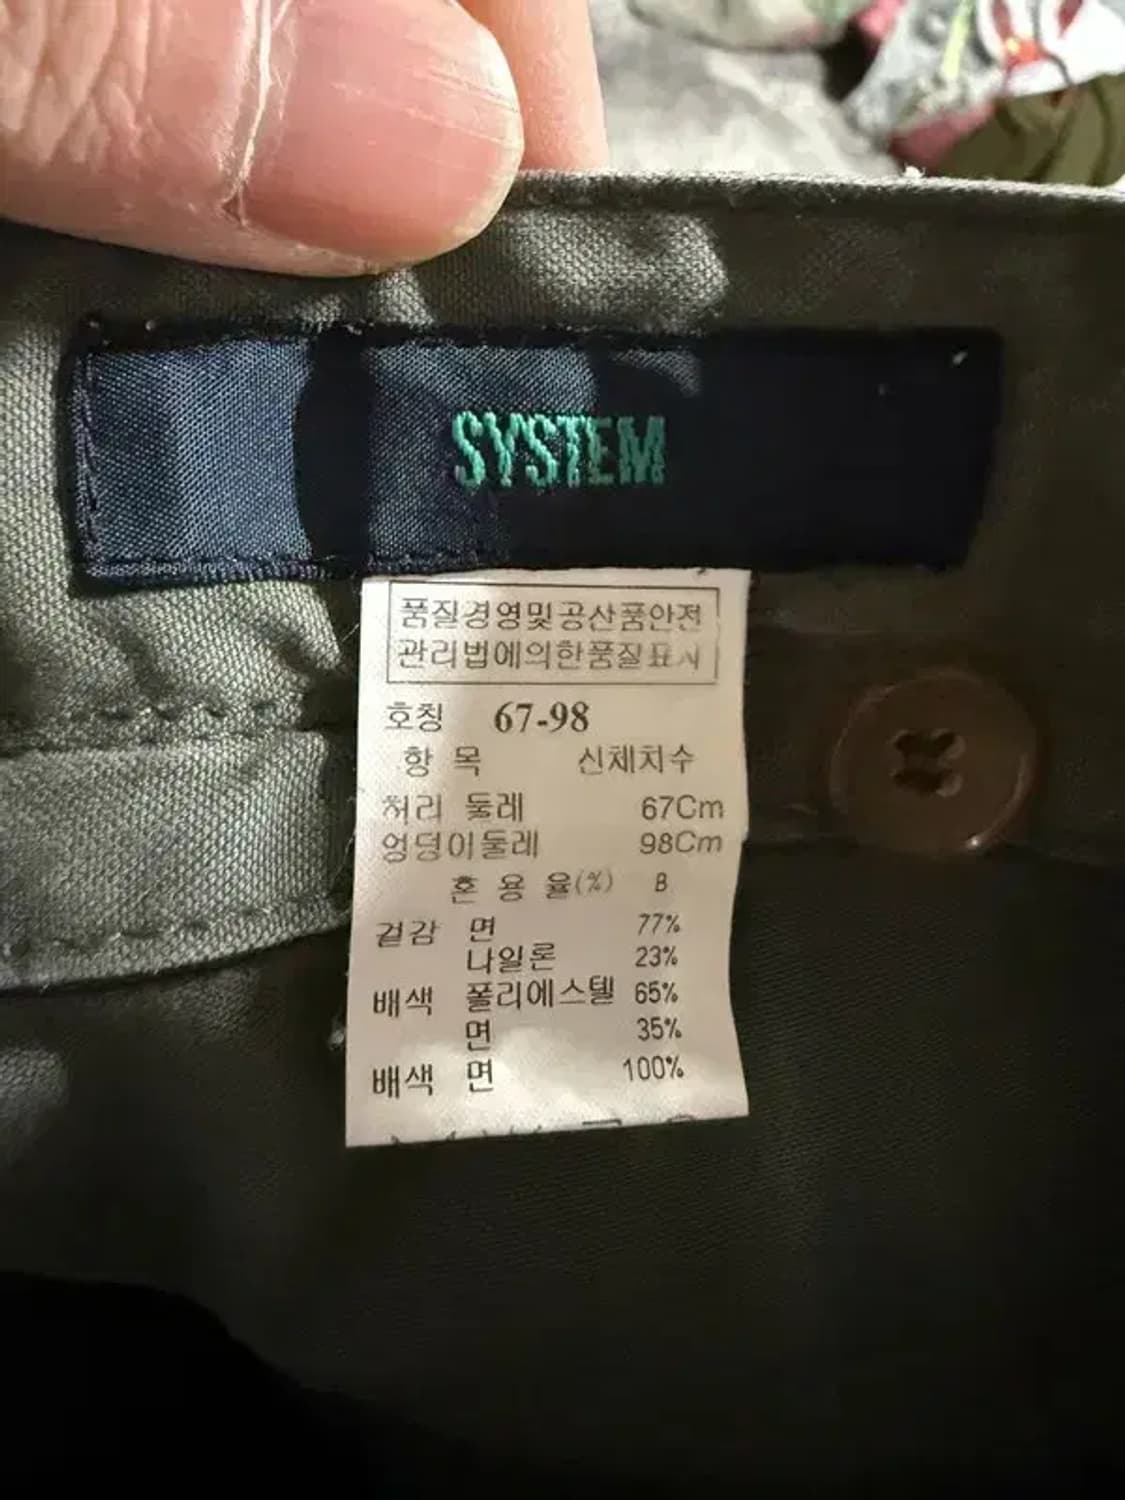 SYSTEM
품질경영및공산품안전
관리법에의한품질표시
호칭 67-98
항 목 신체치수
허리 둘레 67Cm
엉덩이둘레 98Cm
혼 용 율(%) B
겉감 면 77%
나일론 23%
배색 폴리에스텔 65%
면 35%
배색 면 100%